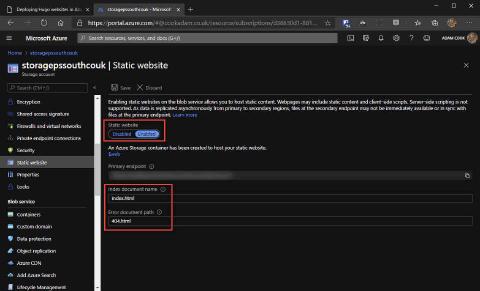 Deploying Hugo websites in Az
storagepssouthcouk - Microsoft
https://portal.azure.com/#@cookadam.co.uk/resource/subscriptions/
Microsoft Azure
Search resources, services, and docs (G+/)
ADAM COOK
Home > storagepssouthcouk
storagepssouthcouk | Static website
Storage account
Search (Ctrl+/)
Save
Discard
Encryption
Shared access signature
Firewalls and virtual networks
Private endpoint connections
Security
Static website
Properties
Locks
Blob service
Containers
Custom domain
Data protection
Object replication
Azure CDN
Add Azure Search
Lifecycle Management
Enabling static websites on the blob service allows you to host static content. Webpages may include static content and client-side scripts. Server-side scripting is not
supported. As data is replicated asynchronously from primary to secondary regions, files at the secondary endpoint may not be immediately available or in sync with
files at the primary endpoint. Learn more
Static website
Disabled Enabled
An Azure Storage container has been created to host your static website.
$web
Primary endpoint
Index document name
index.html
Error document path
404.html